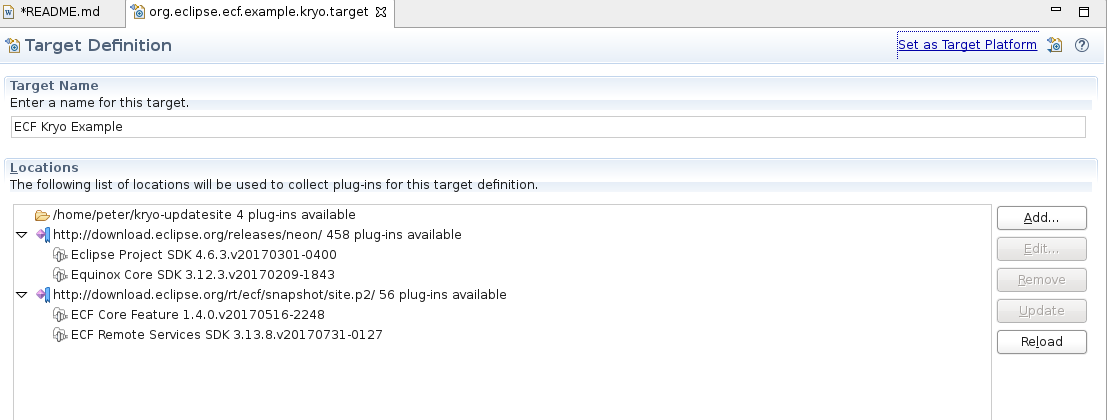 *README.md org.eclipse.ecf.example.kryo.target
Target Definition Set as Target Platform
Target Name
Enter a name for this target.
ECF Kryo Example
Locations
The following list of locations will be used to collect plug-ins for this target definition.
/home/peter/kryo-updatesite 4 plug-ins available Add...
http://download.eclipse.org/releases/neon/ 458 plug-ins available
Eclipse Project SDK 4.6.3.v20170301-0400 Edit...
Equinox Core SDK 3.12.3.v20170209-1843 Remove
http://download.eclipse.org/rt/ecf/snapshot/site.p2/ 56 plug-ins available
ECF Core Feature 1.4.0.v20170516-2248 Update
ECF Remote Services SDK 3.13.8.v20170731-0127 Reload